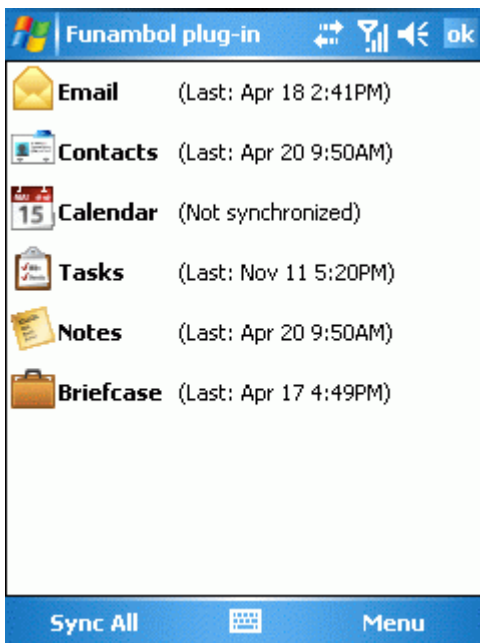 Funambol plug-in ok
Email (Last: Apr 18 2:41PM)
Contacts (Last: Apr 20 9:50AM)
15 Calendar (Not synchronized)
Tasks (Last: Nov 11 5:20PM)
Notes (Last: Apr 20 9:50AM)
Briefcase (Last: Apr 17 4:49PM)
Sync All Menu